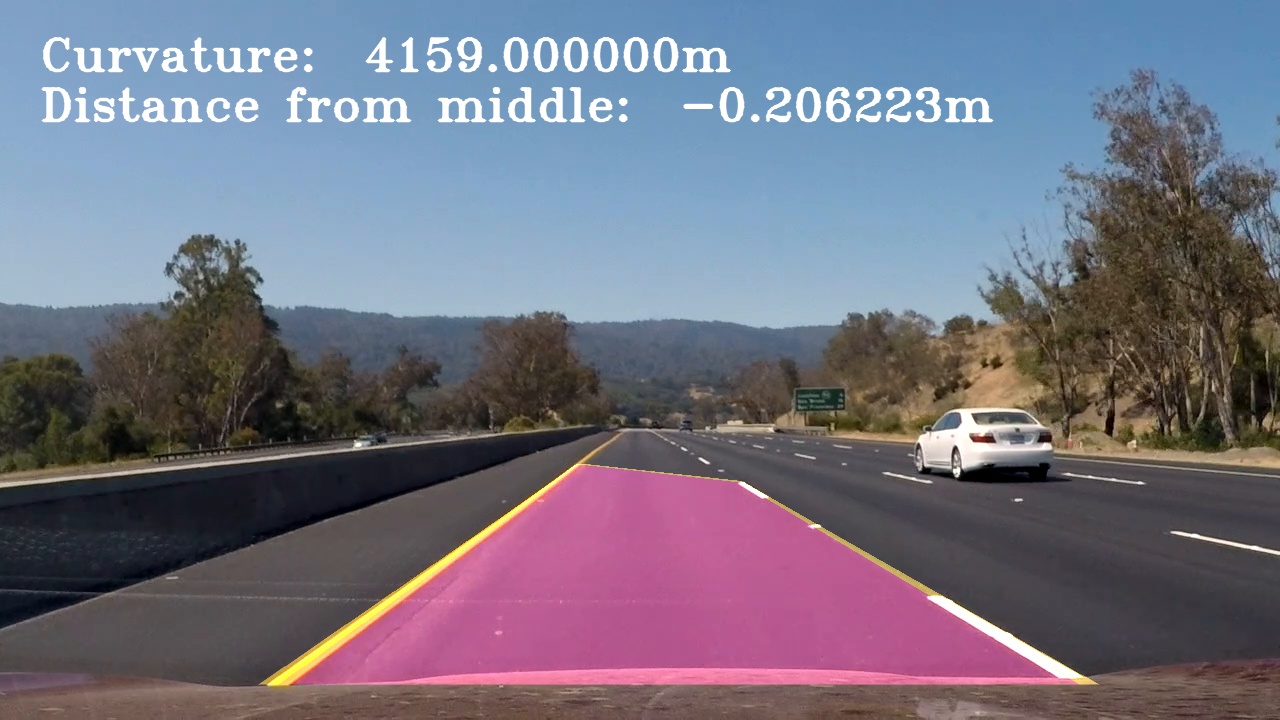 Curvature:  4159.000000m
Distance from middle:  −0.206223m